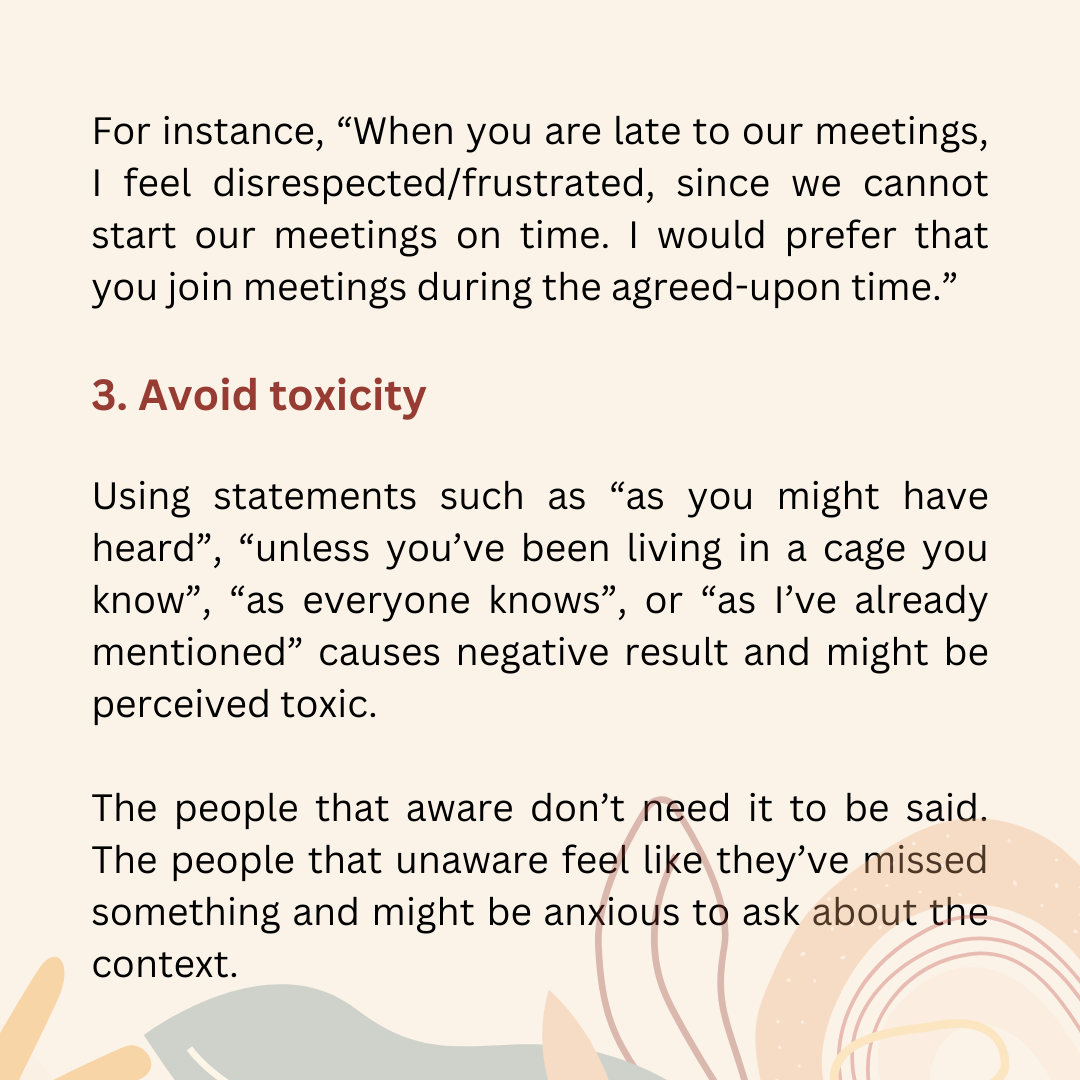 For instance, “When you are late to our meetings,
I feel disrespected/frustrated, since we cannot
start our meetings on time. I would prefer that
you join meetings during the agreed-upon time.”
3. Avoid toxicity
Using statements such as “as you might have
heard”, “unless you’ve been living in a cage you
know”, “as everyone knows”, or “as I’ve already
mentioned” causes negative result and might be
perceived toxic.
The people that aware don’t need it to be said.
The people that unaware feel like they’ve missed
something and might be anxious to ask about the
context.